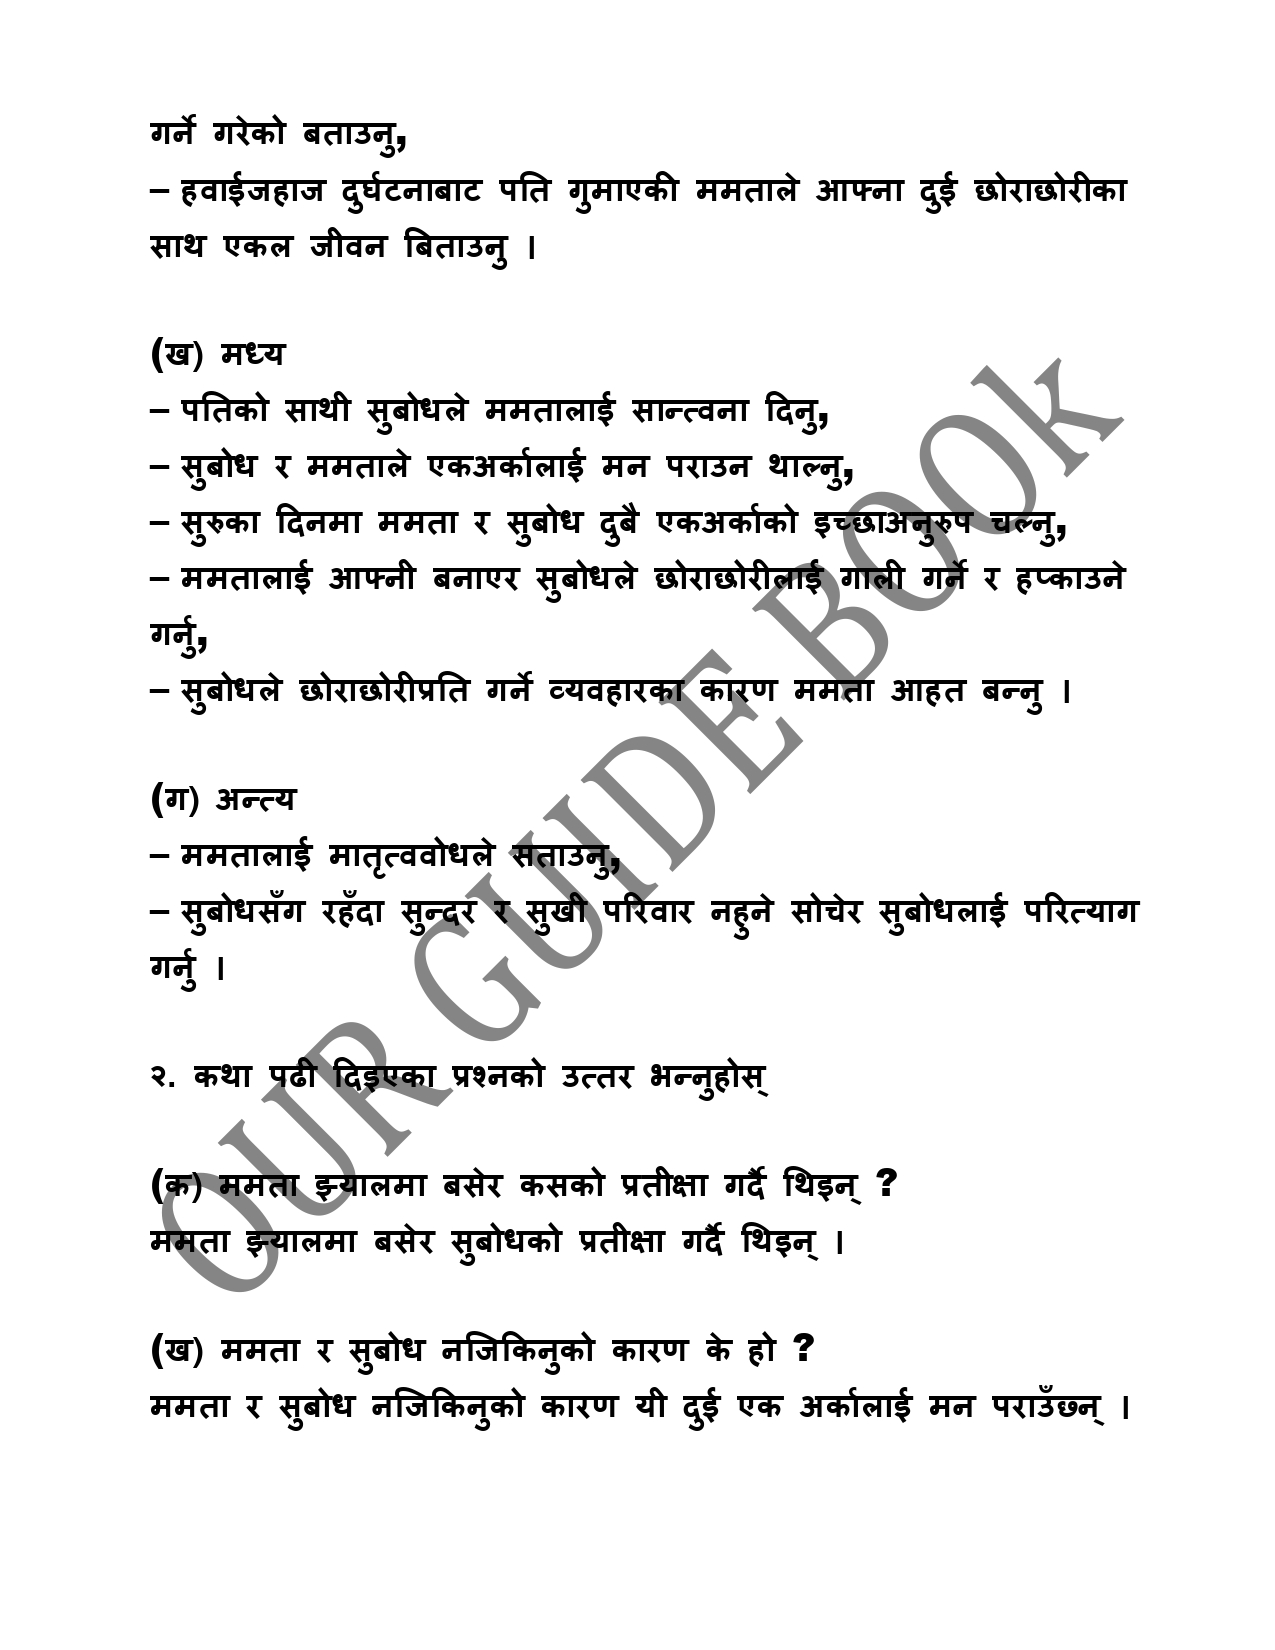 गर्ने गरेको बताउनु,
– हवाईजहाज दुर्घटनाबाट पति गुमाएकी ममताले आफ्ना दुई छोराछोरीका
साथ एकल जीवन बिताउनु ।
(ख) मध्य
– पतिको साथी सुबोधले ममतालाई सान्त्वना दिनु,
– सुबोध र ममताले एकअर्कालाई मन पराउन थाल्नु,
– सुरुका दिनमा ममता र सुबोध दुबै एकअर्काको इच्छाअनुरुप चल्नु,
– ममतालाई आफ्नी बनाएर सुबोधले छोराछोरीलाई गाली गर्ने र हप्काउने
गर्नु,
– सुबोधले छोराछोरीप्रति गर्ने व्यवहारका कारण ममता आहत बन्नु ।
(ग) अन्त्य
– ममतालाई मातृत्ववोधले सताउनु,
– सुबोधसँग रहँदा सुन्दर र सुखी परिवार नहुने सोचेर सुबोधलाई परित्याग
गर्नु ।
२. कथा पढी दिइएका प्रश्नको उत्तर भन्नुहोस्
(क) ममता झ्यालमा बसेर कसको प्रतीक्षा गर्दै थिइन् ?
ममता झ्यालमा बसेर सुबोधको प्रतीक्षा गर्दै थिइन् ।
(ख) ममता र सुबोध नजिकिनुको कारण के हो ?
ममता र सुबोध नजिकिनुको कारण यी दुई एक अर्कालाई मन पराउँछन् ।
OUR GUIDE BOOK